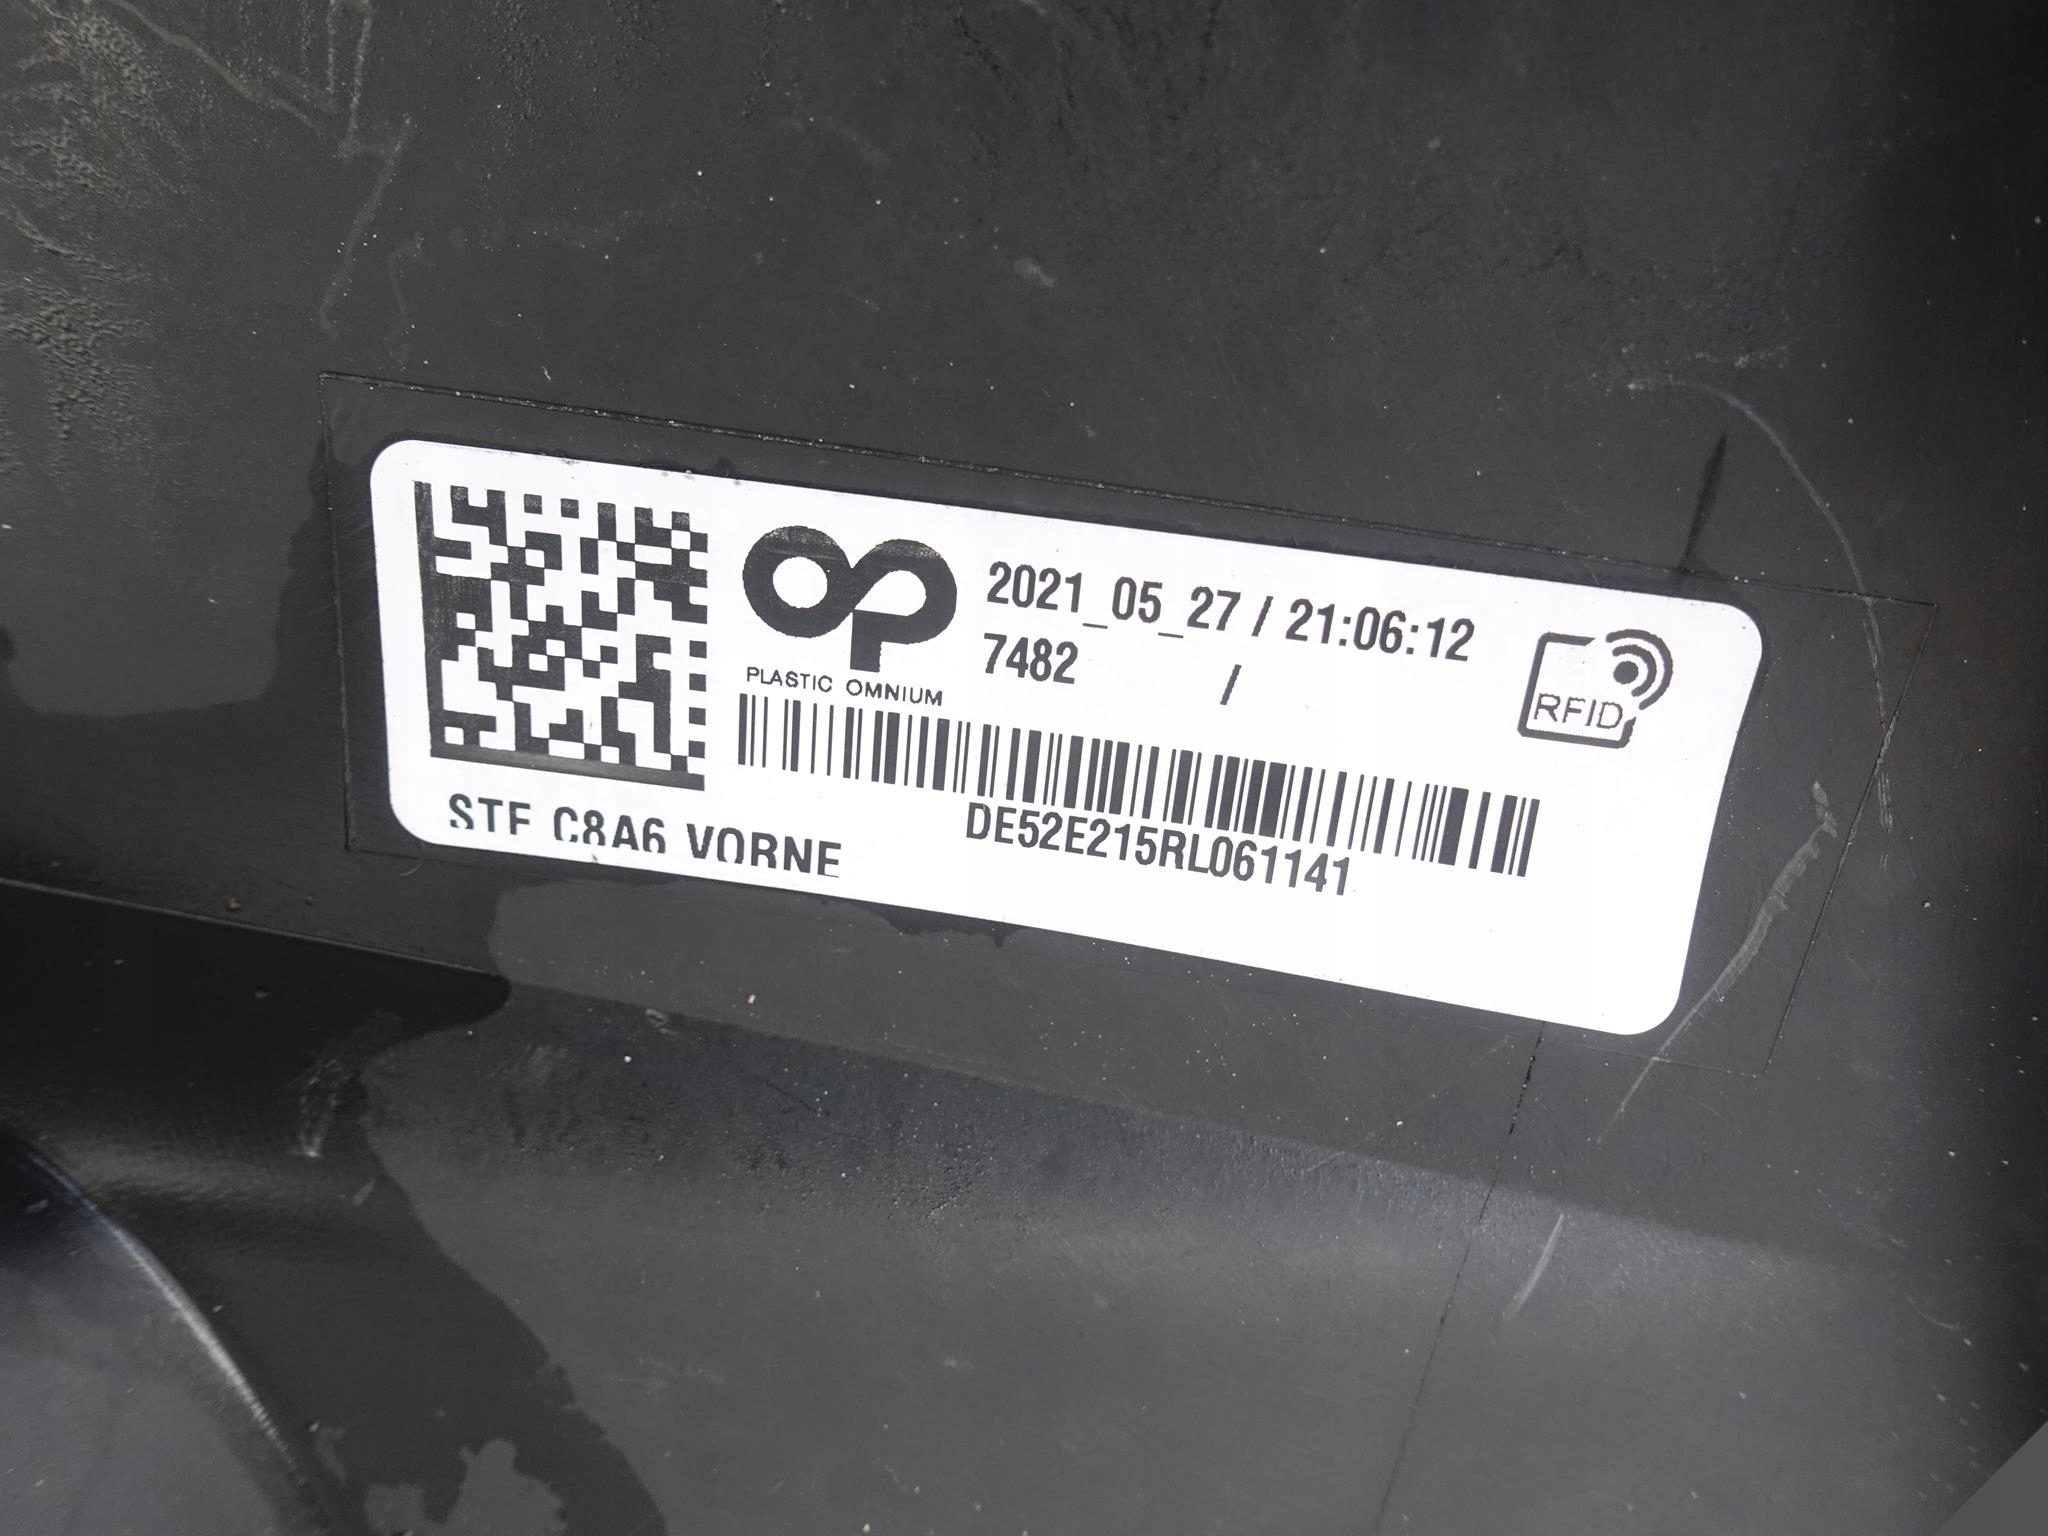 2021_05_27 / 21:06:12
7482 /
PLASTIC OMNIUM
RFID
DE52E215RL061141
STF C8A6 VORNE